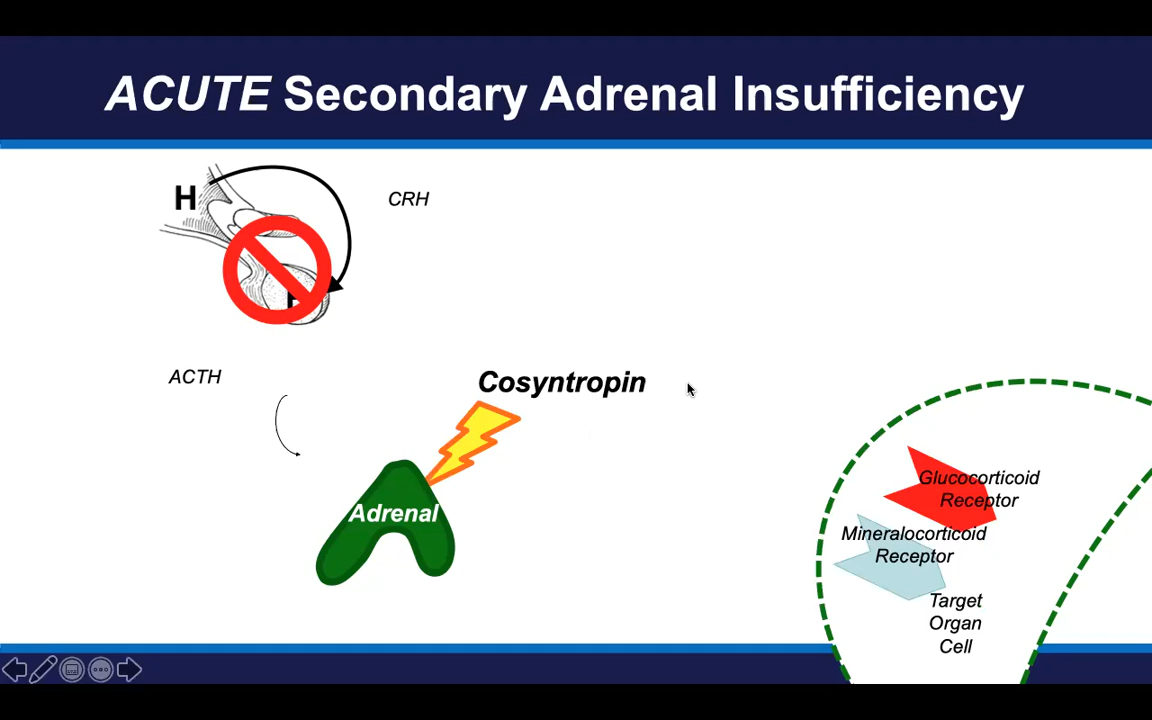 ACUTE Secondary Adrenal Insufficiency
H
CRH
ACTH
Cosyntropin
Adrenal
Glucocorticoid
Receptor
Mineralocorticoid
Receptor
Target
Organ
Cell